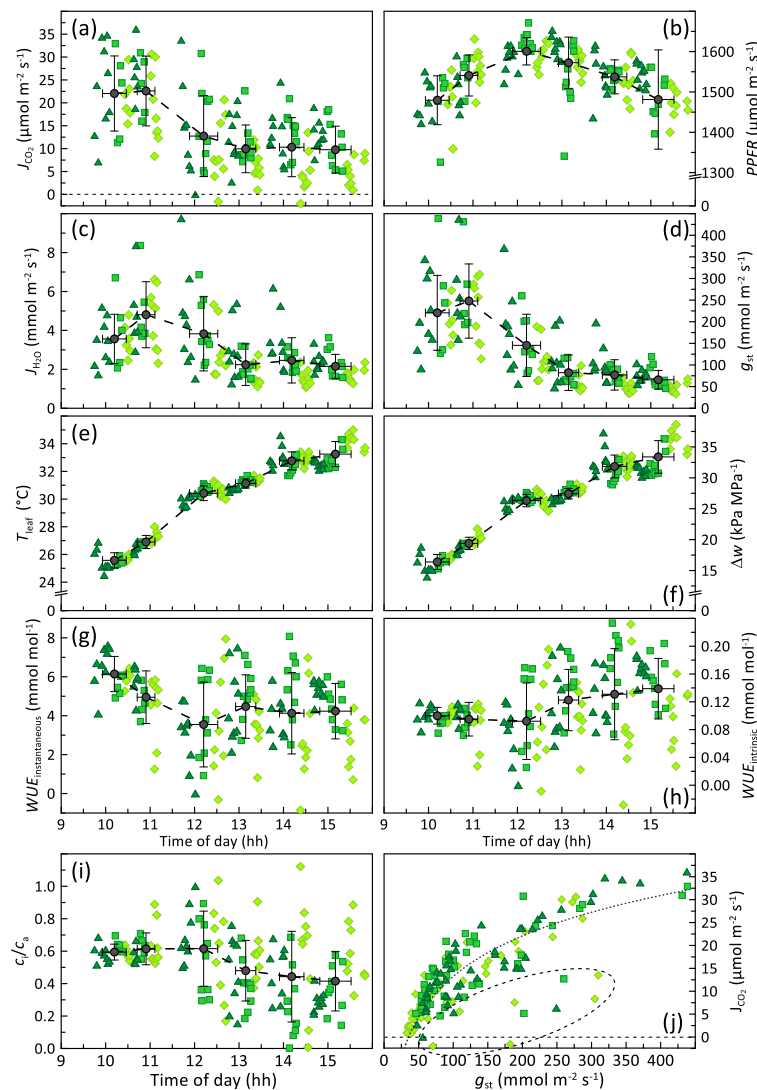 (a)
(b)
35
30
25
20
15
10
5
0
J_CO₂ (µmol m⁻² s⁻¹)
1600
1500
1400
1300
0
PPFR (µmol m⁻² s⁻¹)
(c)
(d)
8
6
4
2
0
J_H₂O (mmol m⁻² s⁻¹)
450
400
350
300
250
200
150
100
50
0
g_st (mmol m⁻² s⁻¹)
(e)
(f)
34
32
30
28
26
24
0
T_leaf (°C)
35
30
25
20
15
0
Δw (kPa MPa⁻¹)
(g)
(h)
8
6
4
2
0
WUE_instantaneous (mmol mol⁻¹)
0.20
0.16
0.12
0.08
0.04
0.00
WUE_intrinsic (mmol mol⁻¹)
9 10 11 12 13 14 15
Time of day (hh)
9 10 11 12 13 14 15
Time of day (hh)
(i)
(j)
1.0
0.8
0.6
0.4
0.2
0.0
c_i/c_a
35
30
25
20
15
10
5
0
J_CO₂ (µmol m⁻² s⁻¹)
9 10 11 12 13 14 15
Time of day (hh)
0 50 100 150 200 250 300 350 400
g_st (mmol m⁻² s⁻¹)